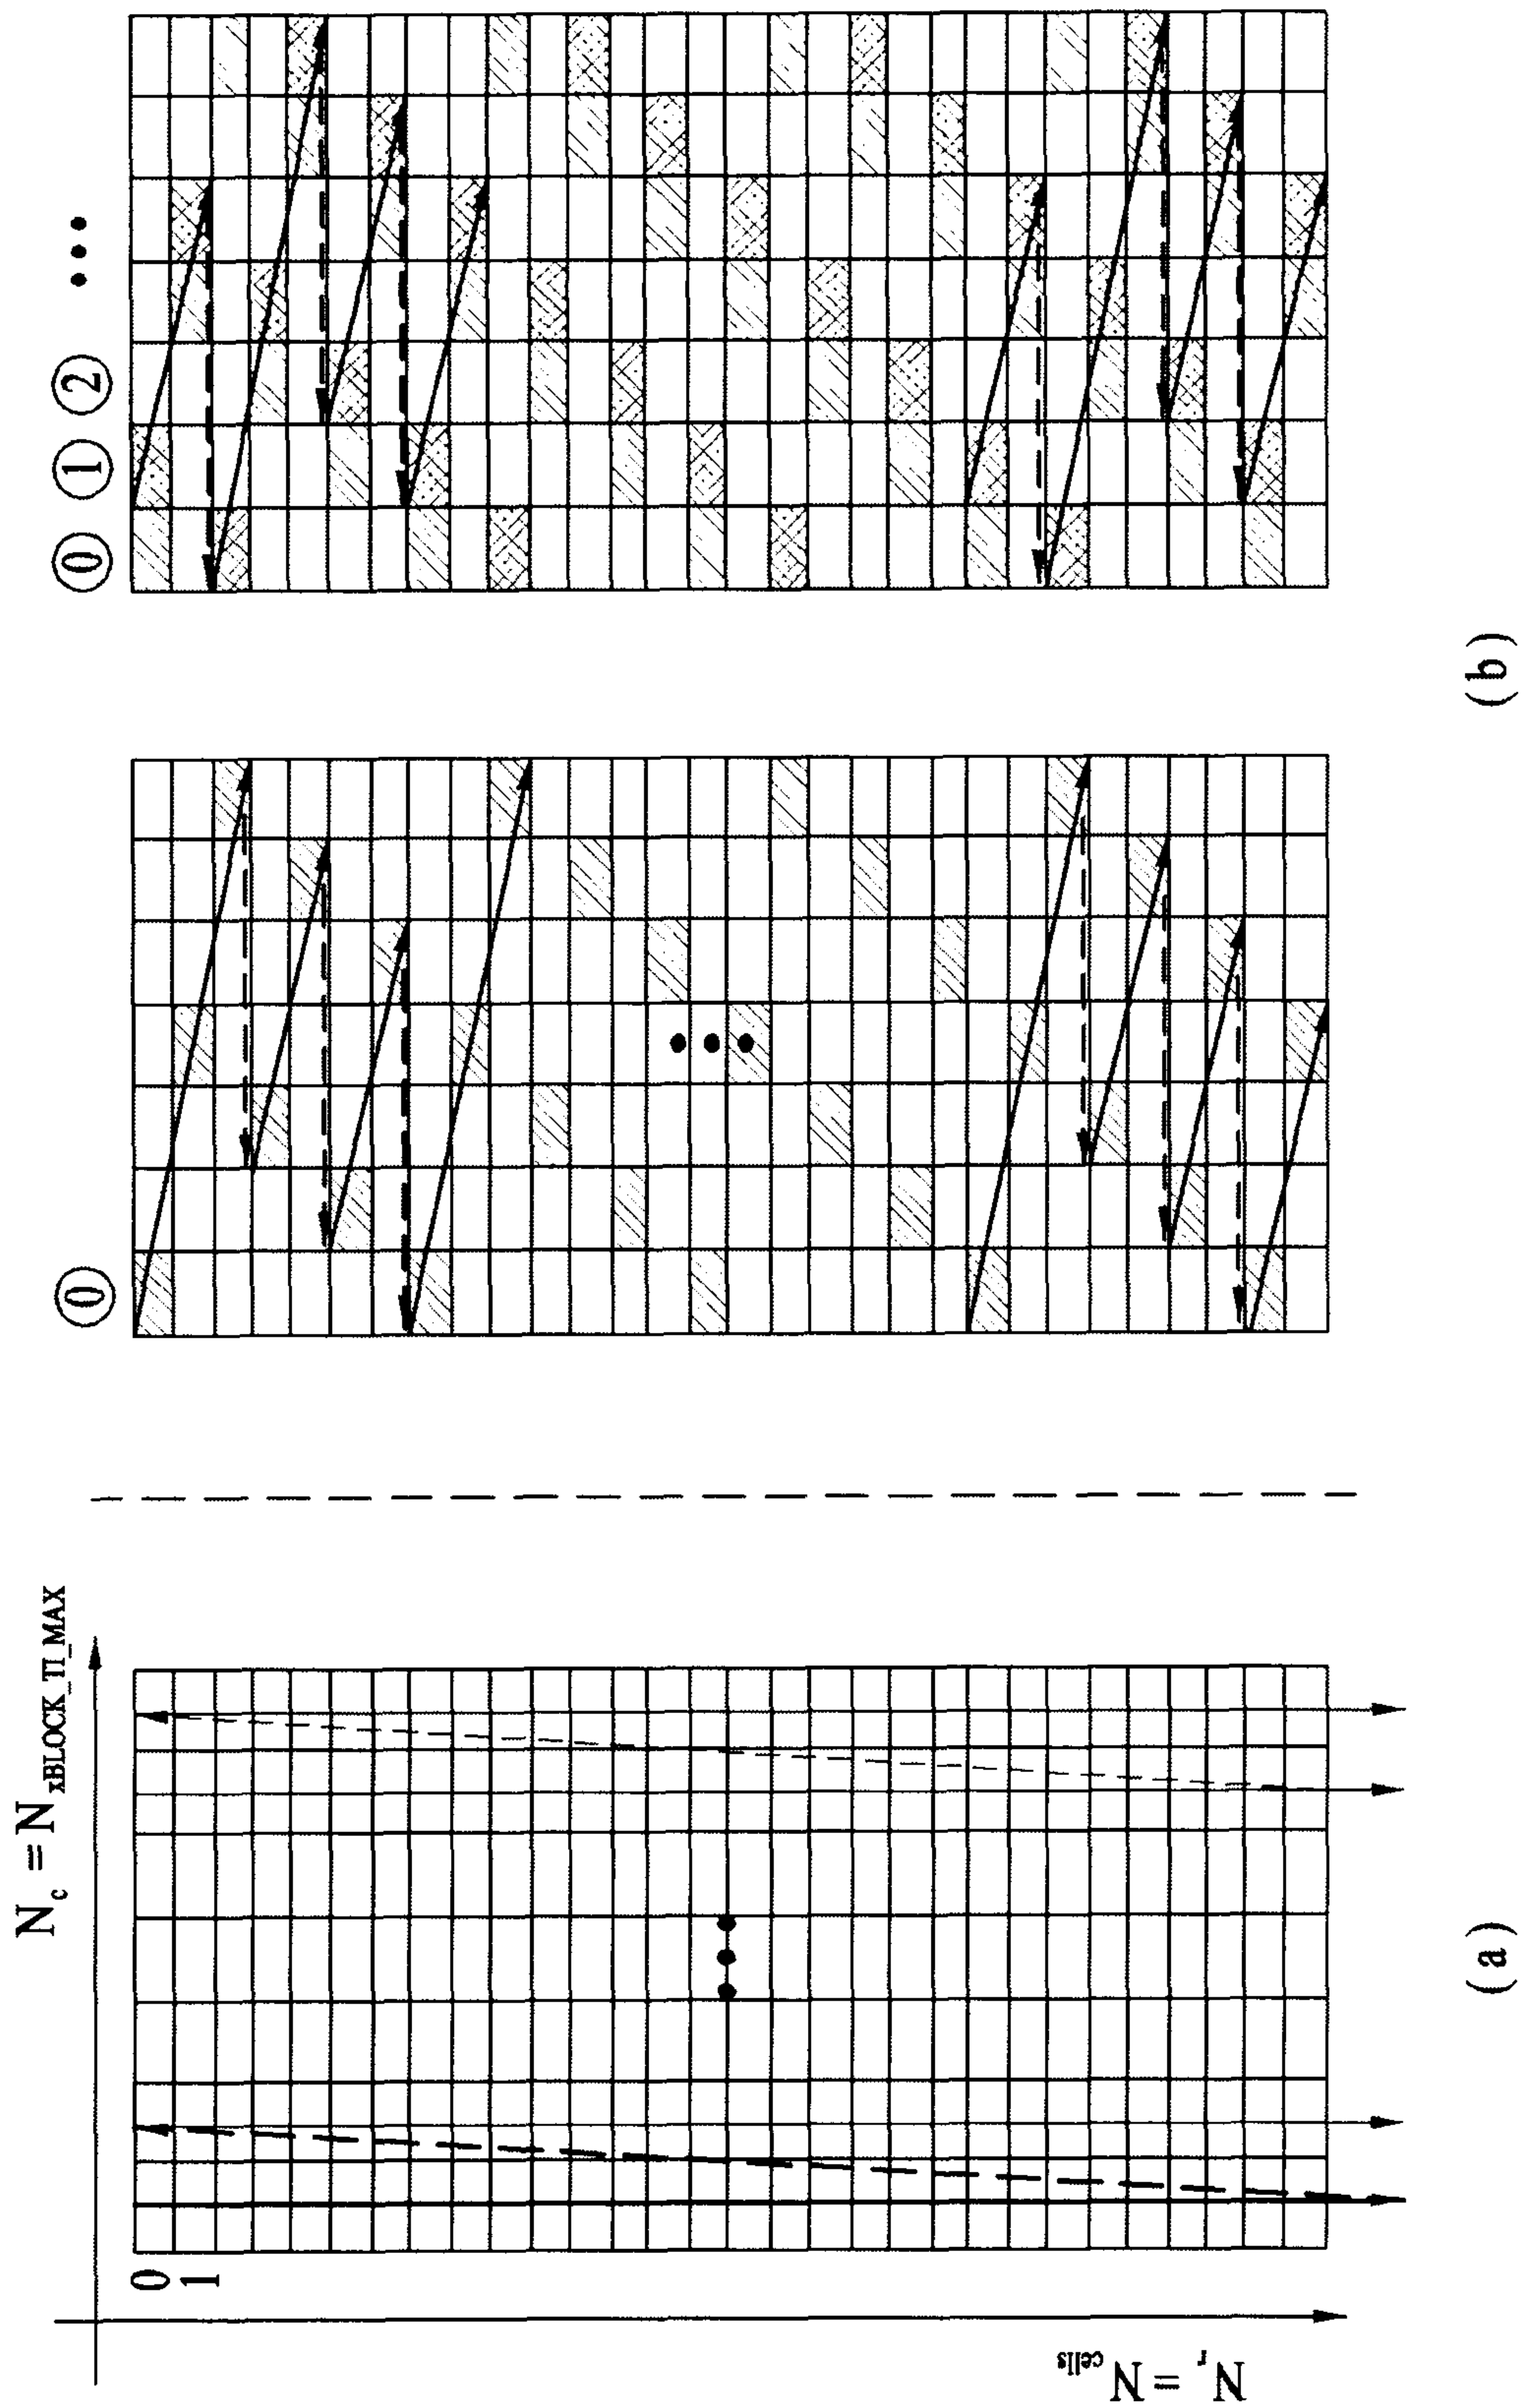 N_c = N_xBLOCK_TI_MAX
0
1
N_r = N_cells
(a)
0
0 1 2 •••
(b)